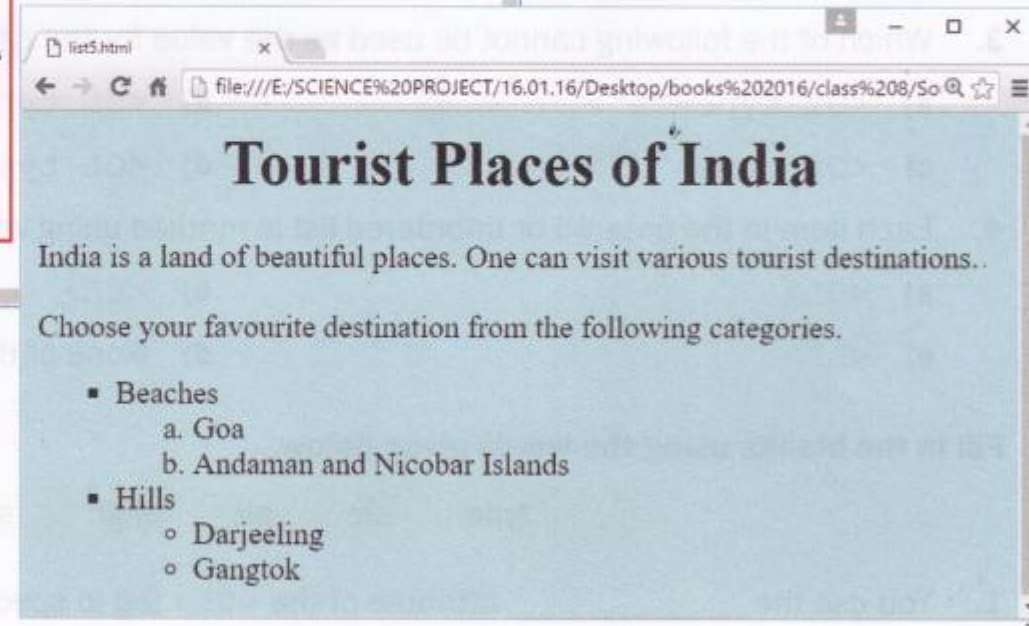 list5.html
file:///E:/SCIENCE%20PROJECT/16.01.16/Desktop/books%202016/class%208/So
Tourist Places of India
India is a land of beautiful places. One can visit various tourist destinations..
Choose your favourite destination from the following categories.
▪ Beaches
a. Goa
b. Andaman and Nicobar Islands
▪ Hills
◦ Darjeeling
◦ Gangtok